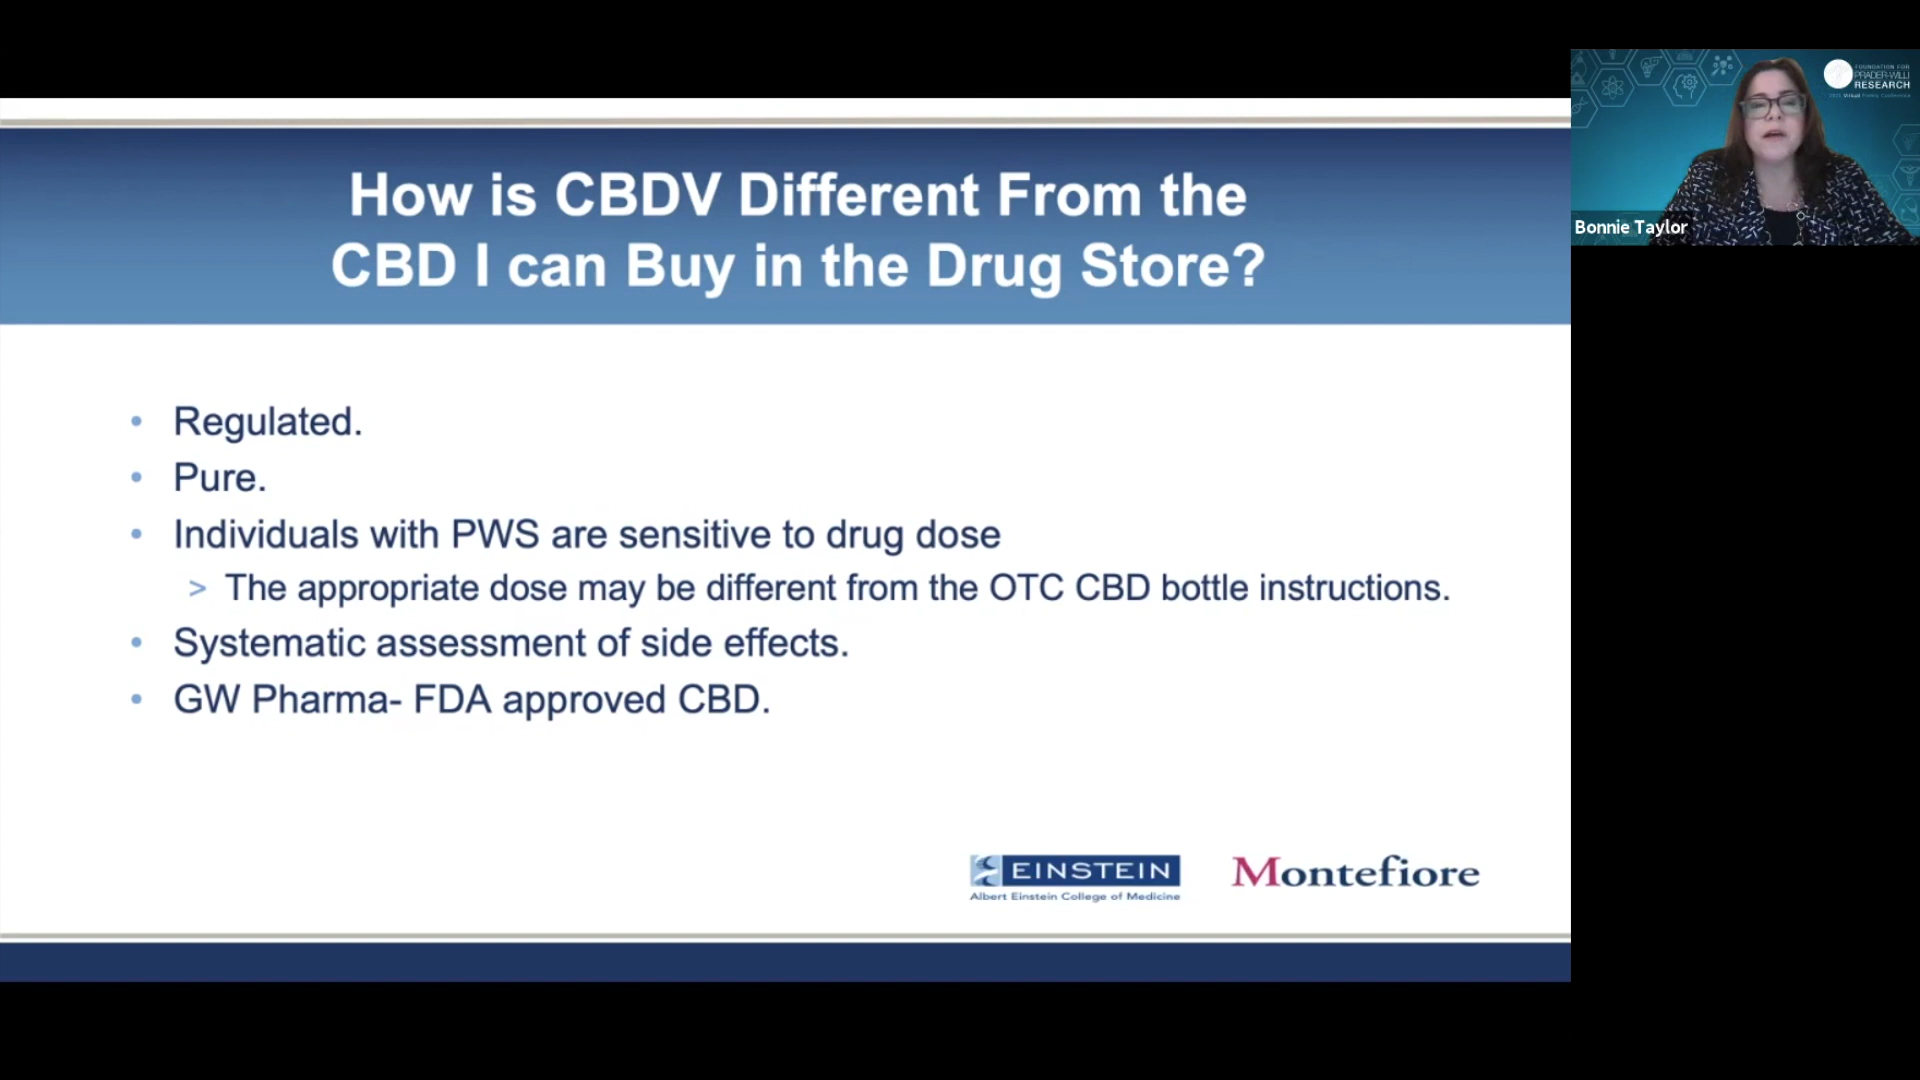 How is CBDV Different From the
CBD I can Buy in the Drug Store?
• Regulated.
• Pure.
• Individuals with PWS are sensitive to drug dose
> The appropriate dose may be different from the OTC CBD bottle instructions.
• Systematic assessment of side effects.
• GW Pharma- FDA approved CBD.
EINSTEIN
Albert Einstein College of Medicine
Montefiore
FOUNDATION FOR
PRADER-WILLI
RESEARCH
Bonnie Taylor